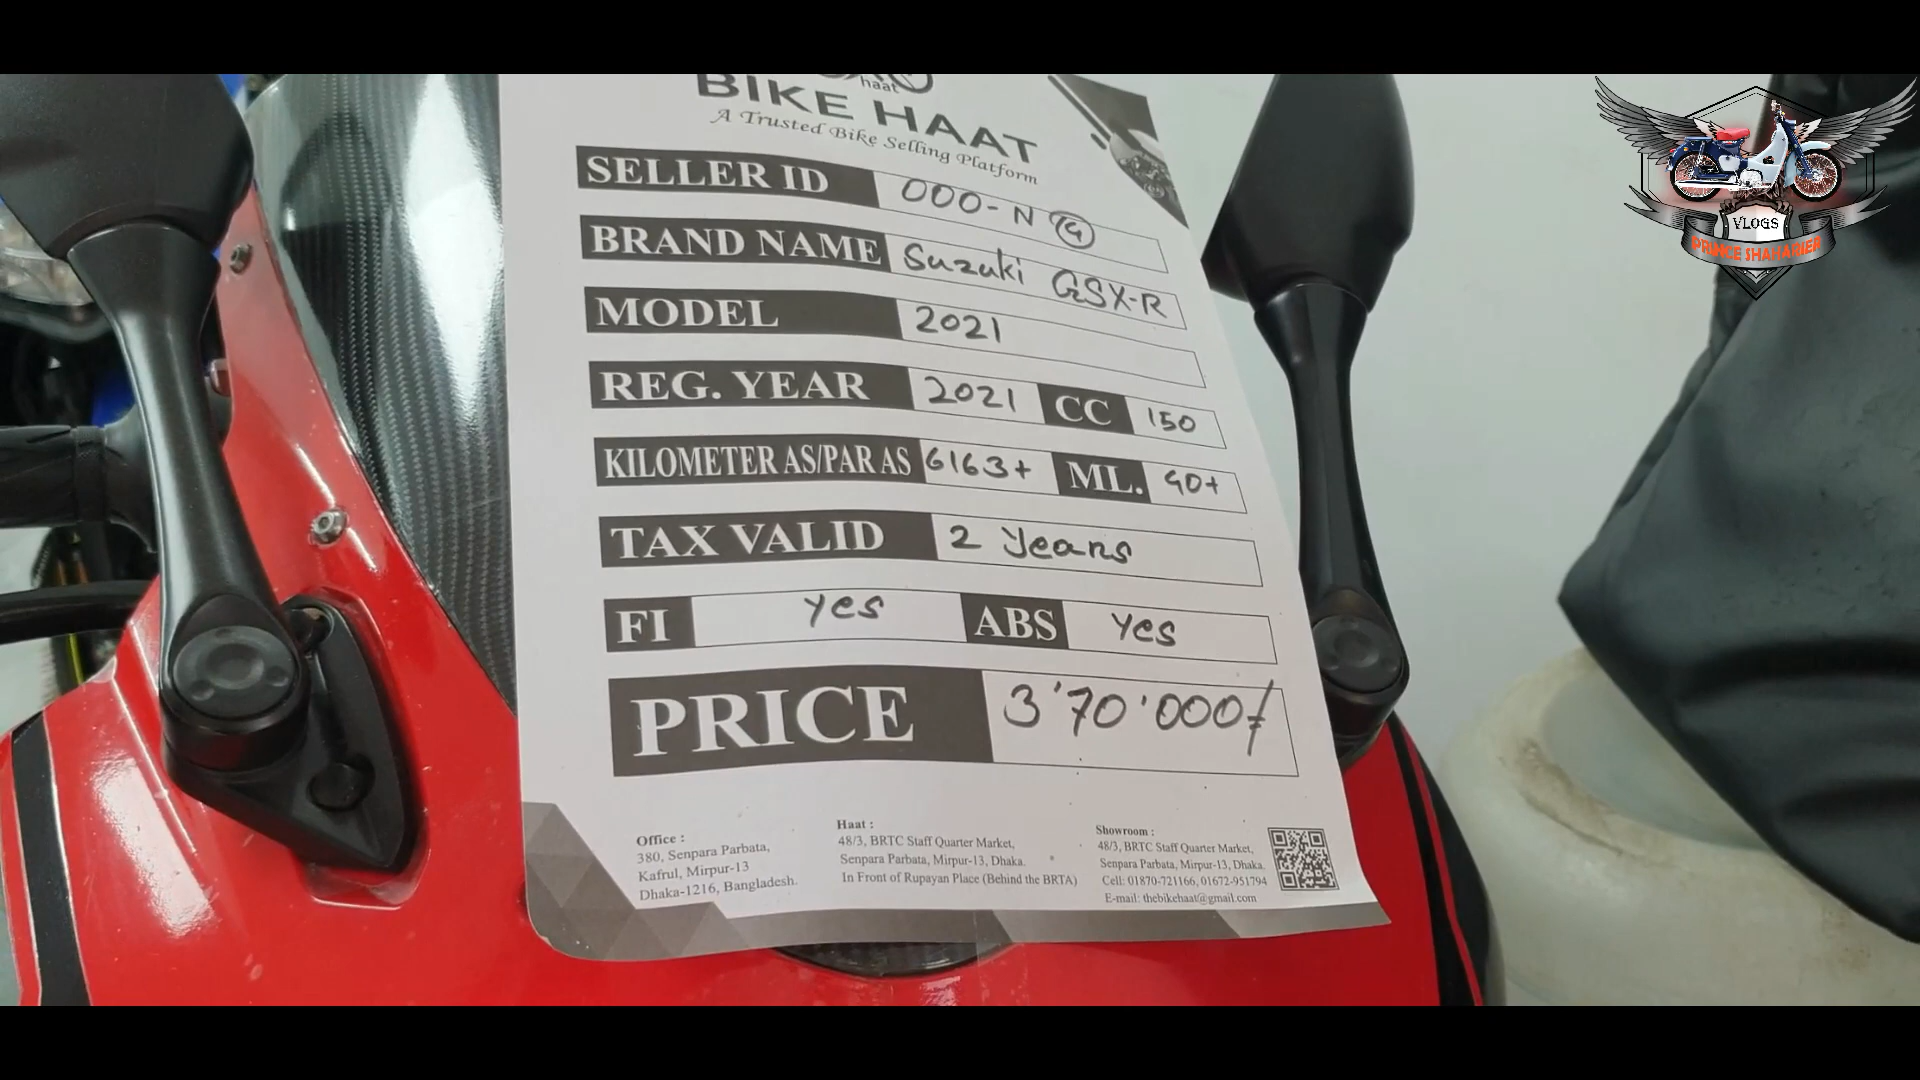 haat
BIKE HAAT
A Trusted Bike Selling Platform
SELLER ID 000-N
BRAND NAME Suzuki GSX-R
MODEL 2021
REG. YEAR 2021 CC 150
KILOMETER AS/PAR AS 6163+ ML. 40+
TAX VALID 2 Years
FI Yes ABS Yes
PRICE 3'70'000/
Office :
380, Senpara Parbata,
Kafrul, Mirpur-13
Dhaka-1216, Bangladesh.
Haat :
48/3, BRTC Staff Quarter Market,
Senpara Parbata, Mirpur-13, Dhaka.
In Front of Rupayan Place (Behind the BRTA)
Showroom :
48/3, BRTC Staff Quarter Market,
Senpara Parbata, Mirpur-13, Dhaka.
Cell: 01870-721166, 01672-951794
E-mail: thebikehaat@gmail.com
VLOGS
PRINCE SHAHARIER